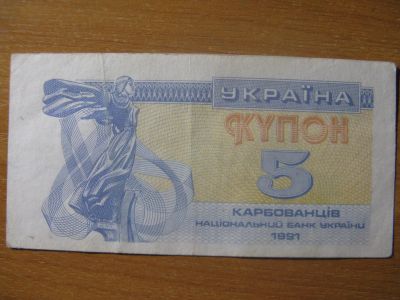 УКРАЇНА
КУПОН
5
КАРБОВАНЦІВ
НАЦІОНАЛЬНИЙ БАНК УКРАЇНИ
1991